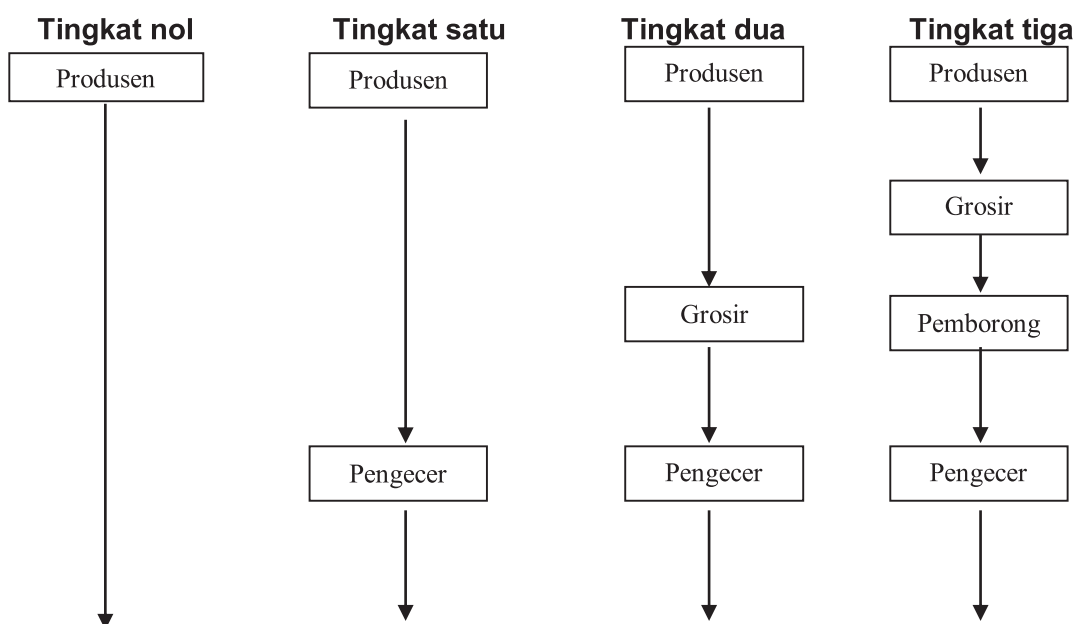 Tingkat nol
Produsen
Tingkat satu
Produsen
Pengecer
Tingkat dua
Produsen
Grosir
Pengecer
Tingkat tiga
Produsen
Grosir
Pemborong
Pengecer